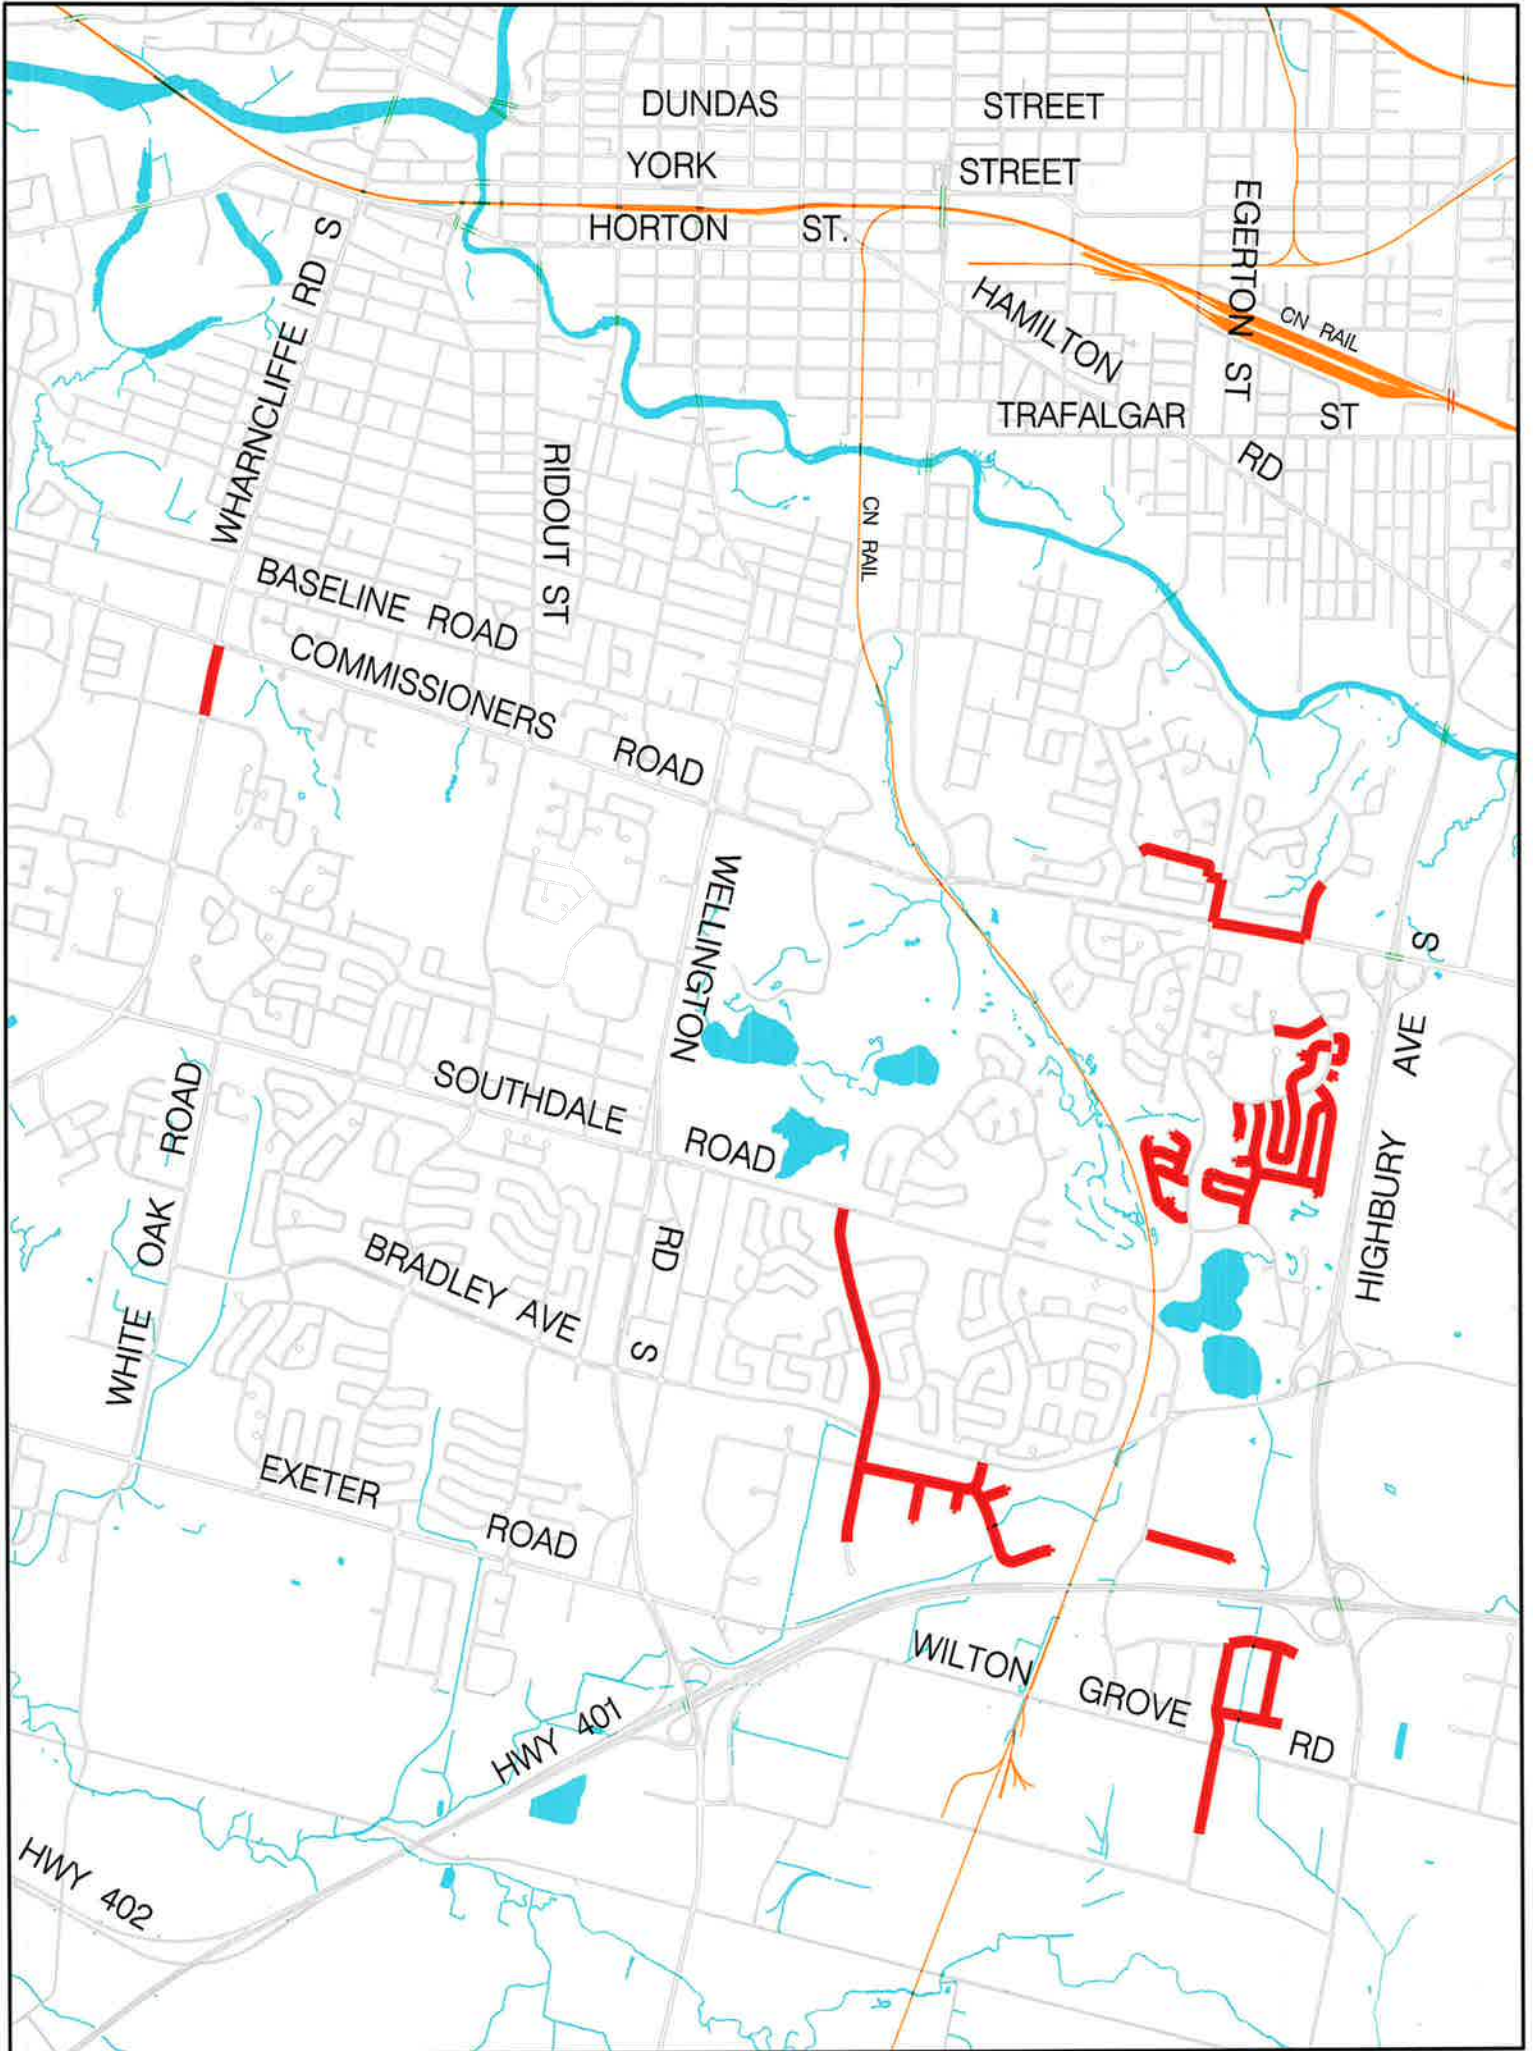 DUNDAS STREET
YORK STREET
HORTON ST.
EGERTON ST
WHARNCLIFFE RD S
HAMILTON RD
CN RAIL
TRAFALGAR ST
RIDOUT ST
CN RAIL
BASELINE ROAD
COMMISSIONERS ROAD
WELLINGTON RD S
HIGHBURY AVE S
SOUTHDALE ROAD
WHITE OAK ROAD
BRADLEY AVE
EXETER ROAD
WILTON GROVE RD
HWY 401
HWY 402